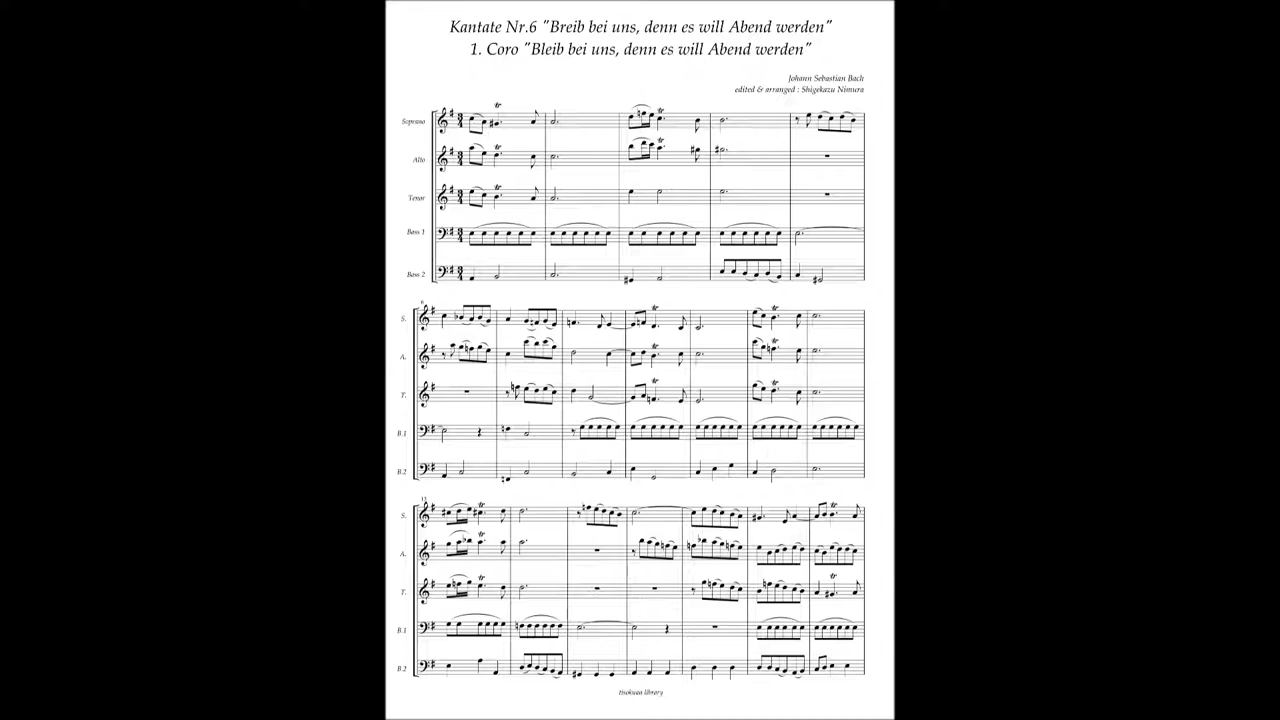 Kantate Nr.6 "Breib bei uns, denn es will Abend werden"
1. Coro "Bleib bei uns, denn es will Abend werden"
Johann Sebastian Bach
edited & arranged : Shigekazu Nimura
Soprano
Alto
Tenor
Bass 1
Bass 2
6
S.
A.
T.
B.1
B.2
13
S.
A.
T.
B.1
B.2